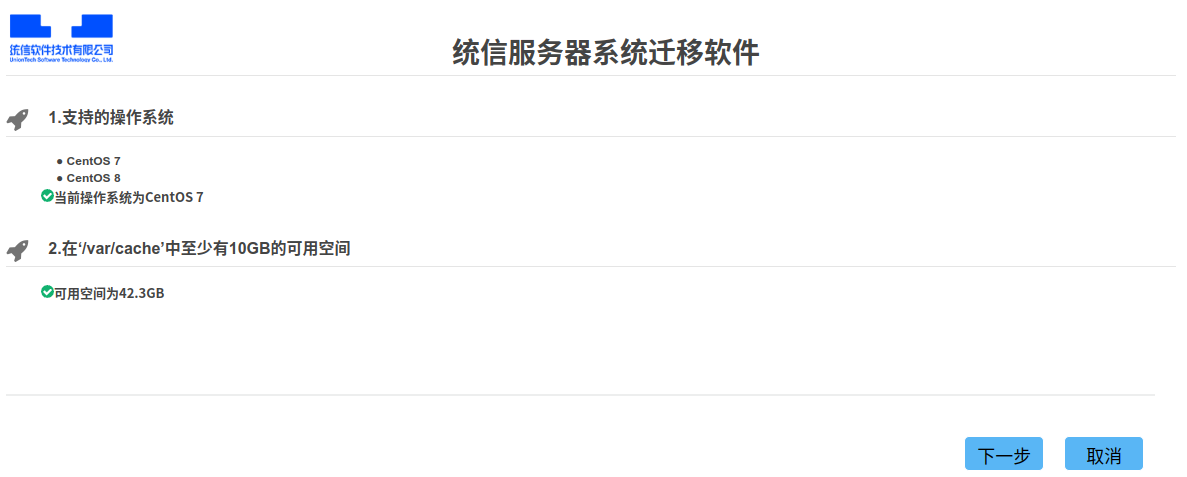 统信软件技术有限公司
UnionTech Software Technology Co., Ltd.
统信服务器系统迁移软件
1.支持的操作系统
● CentOS 7
● CentOS 8
当前操作系统为CentOS 7
2.在‘/var/cache’中至少有10GB的可用空间
可用空间为42.3GB
下一步 取消